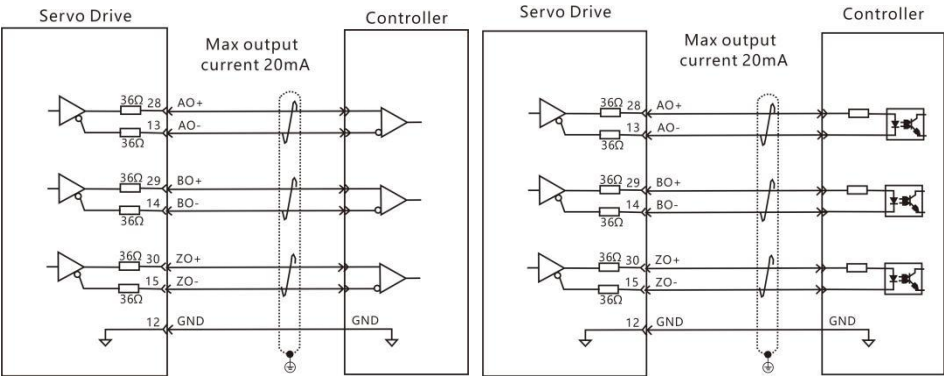 Servo Drive
Controller
Max output
current 20mA
36Ω 28 AO+
13 AO-
36Ω
36Ω 29 BO+
14 BO-
36Ω
36Ω 30 ZO+
15 ZO-
36Ω
12 GND GND
Servo Drive
Controller
Max output
current 20mA
36Ω 28 AO+
13 AO-
36Ω
36Ω 29 BO+
14 BO-
36Ω
36Ω 30 ZO+
15 ZO-
36Ω
12 GND GND